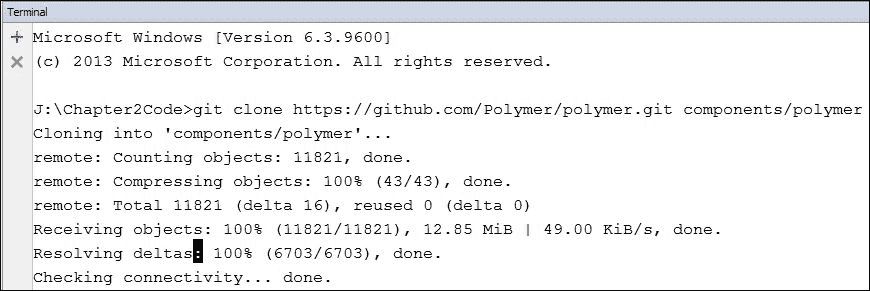 Terminal
Microsoft Windows [Version 6.3.9600]
(c) 2013 Microsoft Corporation. All rights reserved.
J:\Chapter2Code>git clone https://github.com/Polymer/polymer.git components/polymer
Cloning into 'components/polymer'...
remote: Counting objects: 11821, done.
remote: Compressing objects: 100% (43/43), done.
remote: Total 11821 (delta 16), reused 0 (delta 0)
Receiving objects: 100% (11821/11821), 12.85 MiB | 49.00 KiB/s, done.
Resolving deltas: 100% (6703/6703), done.
Checking connectivity... done.